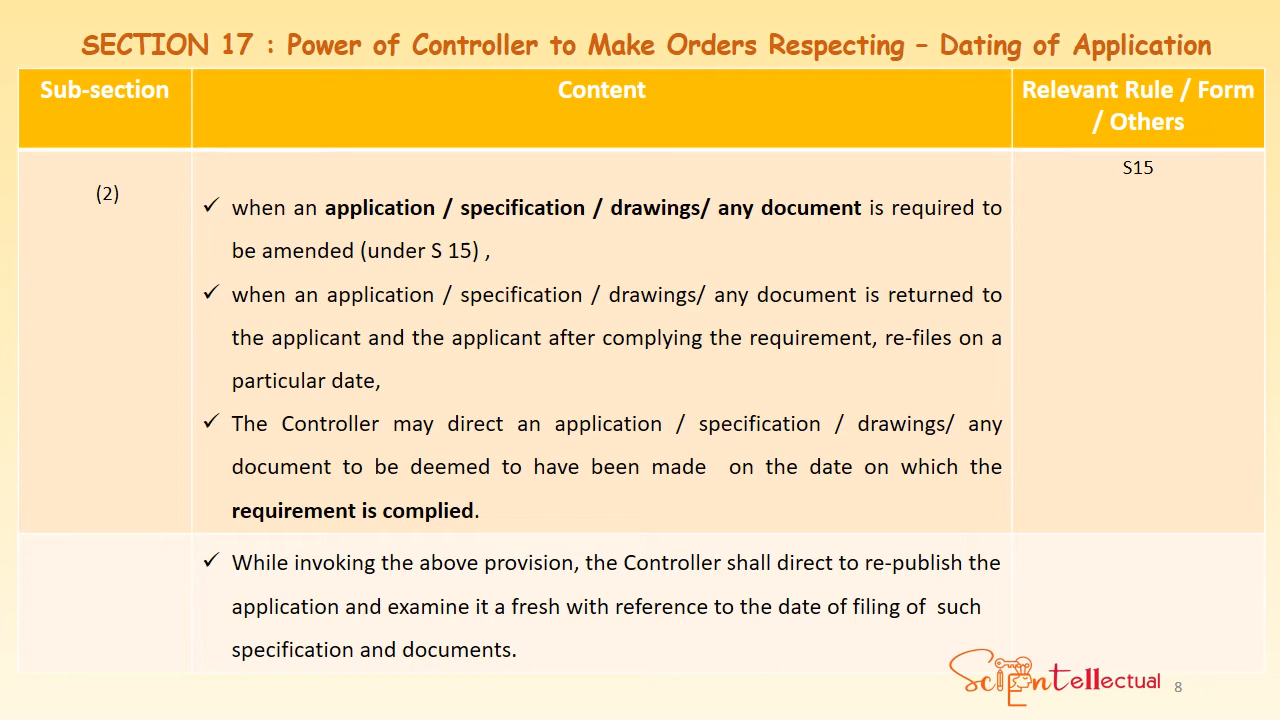 SECTION 17 : Power of Controller to Make Orders Respecting – Dating of Application
Sub-section
Content
Relevant Rule / Form
/ Others
(2)
S15
✓ when an application / specification / drawings/ any document is required to
be amended (under S 15) ,
✓ when an application / specification / drawings/ any document is returned to
the applicant and the applicant after complying the requirement, re-files on a
particular date,
✓ The Controller may direct an application / specification / drawings/ any
document to be deemed to have been made on the date on which the
requirement is complied.
✓ While invoking the above provision, the Controller shall direct to re-publish the
application and examine it a fresh with reference to the date of filing of such
specification and documents.
Scientellectual
8